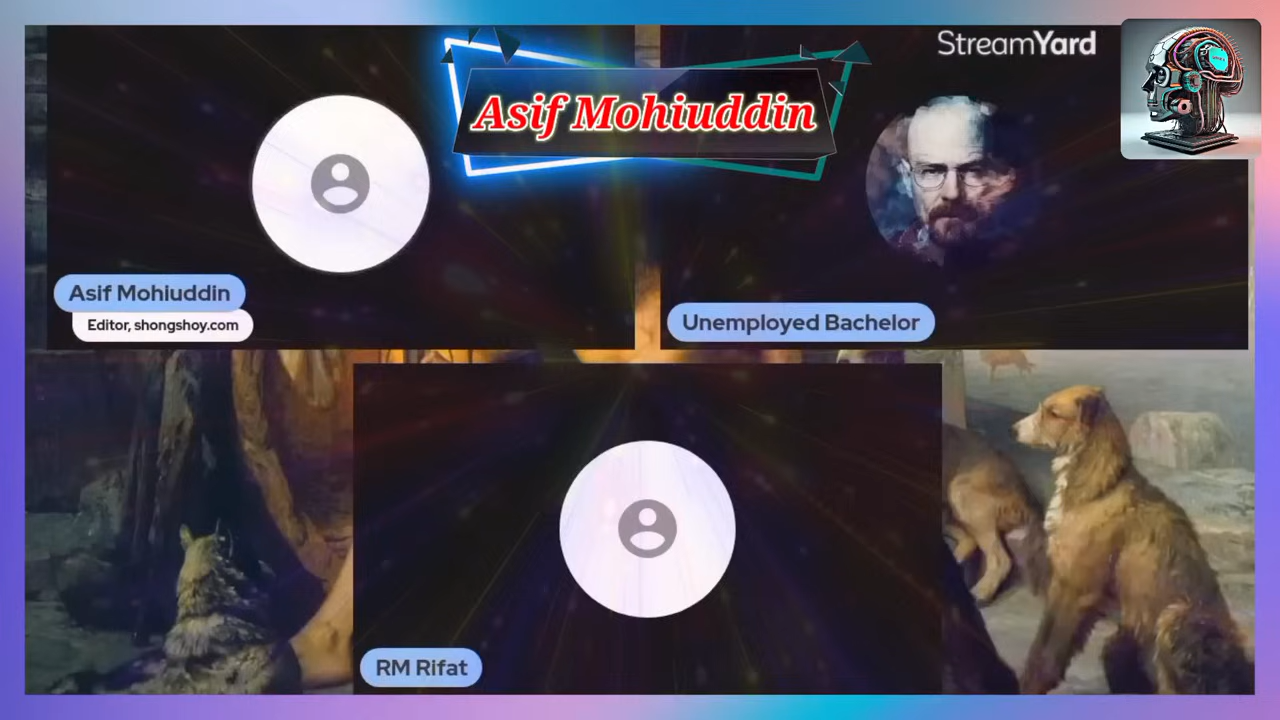 StreamYard
Asif Mohiuddin
Asif Mohiuddin
Editor, shongshoy.com
Unemployed Bachelor
RM Rifat